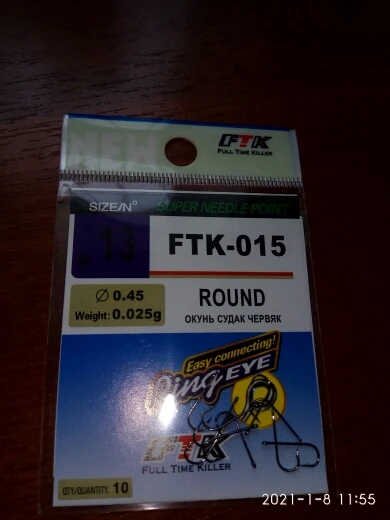 NEW
FTK
FULL TIME KILLER
SIZE/N°
SUPER NEEDLE POINT
13
FTK-015
Ø 0.45
Weight: 0.025g
ROUND
ОКУНЬ СУДАК ЧЕРВЯК
Easy connecting!
Ring EYE
FTK
FULL TIME KILLER
QTY/QUANTITY: 10
2021-1-8 11:55